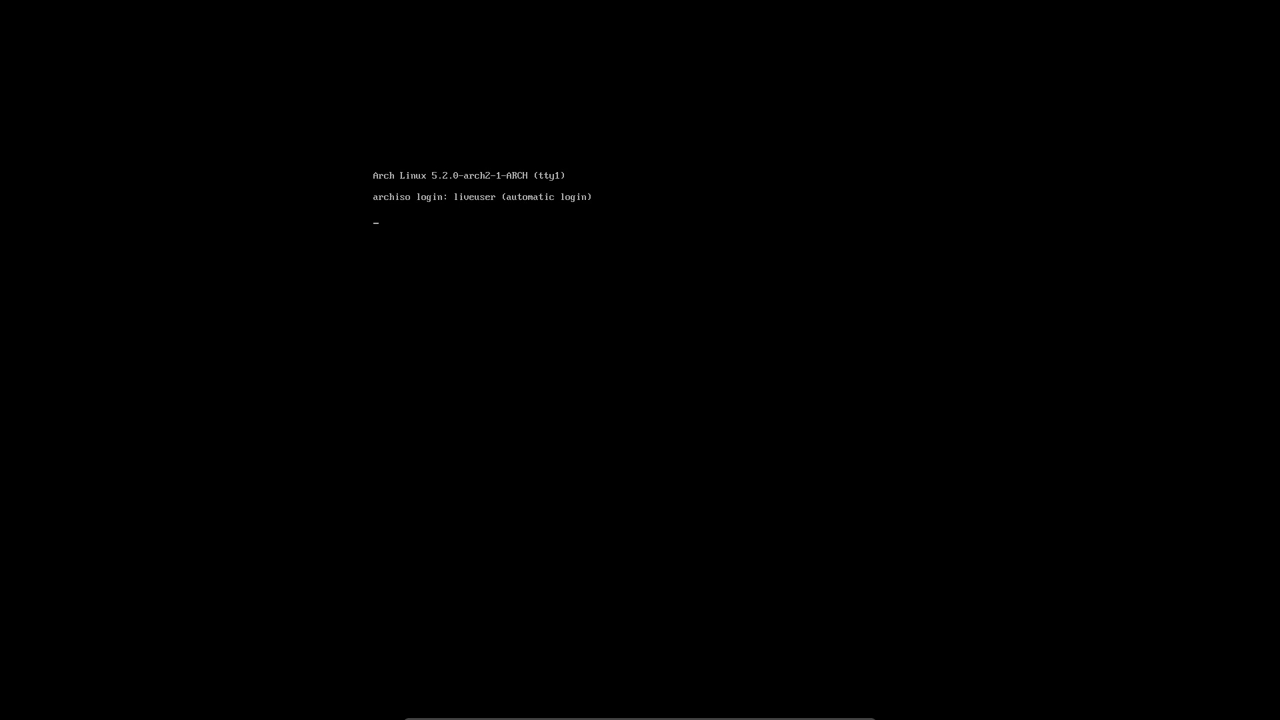 Arch Linux 5.2.0-arch2-1-ARCH (tty1)
archiso login: liveuser (automatic login)
_